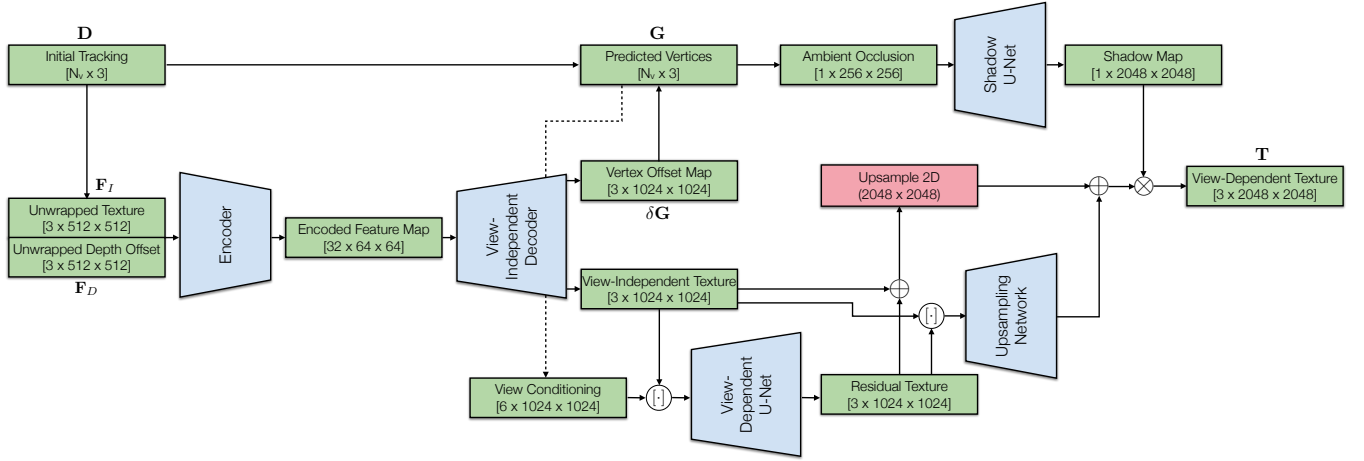 D
Initial Tracking
[Nᵥ x 3]
G
Predicted Vertices
[Nᵥ x 3]
Ambient Occlusion
[1 x 256 x 256]
Shadow
U-Net
Shadow Map
[1 x 2048 x 2048]
F_I
Unwrapped Texture
[3 x 512 x 512]
Unwrapped Depth Offset
[3 x 512 x 512]
F_D
Encoder
Encoded Feature Map
[32 x 64 x 64]
View-
Independent
Decoder
Vertex Offset Map
[3 x 1024 x 1024]
δG
View-Independent Texture
[3 x 1024 x 1024]
View Conditioning
[6 x 1024 x 1024]
[·]
View-
Dependent
U-Net
Residual Texture
[3 x 1024 x 1024]
Upsample 2D
(2048 x 2048)
[·]
Upsampling
Network
T
View-Dependent Texture
[3 x 2048 x 2048]